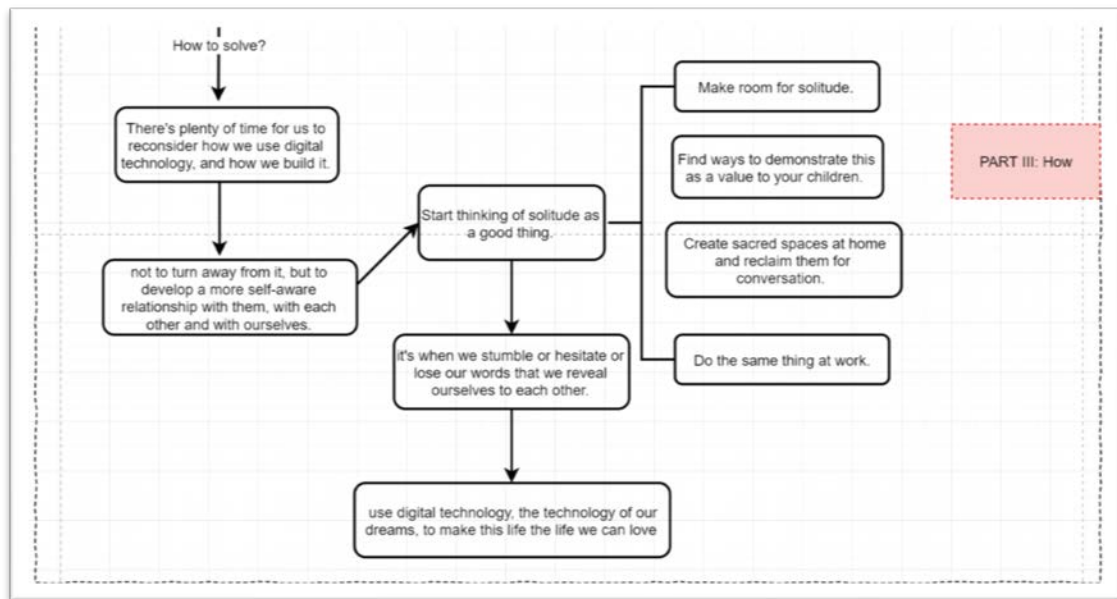 How to solve?
There's plenty of time for us to
reconsider how we use digital
technology, and how we build it.
not to turn away from it, but to
develop a more self-aware
relationship with them, with each
other and with ourselves.
Start thinking of solitude as
a good thing.
it's when we stumble or hesitate or
lose our words that we reveal
ourselves to each other.
use digital technology, the technology of our
dreams, to make this life the life we can love
Make room for solitude.
Find ways to demonstrate this
as a value to your children.
Create sacred spaces at home
and reclaim them for
conversation.
Do the same thing at work.
PART III: How